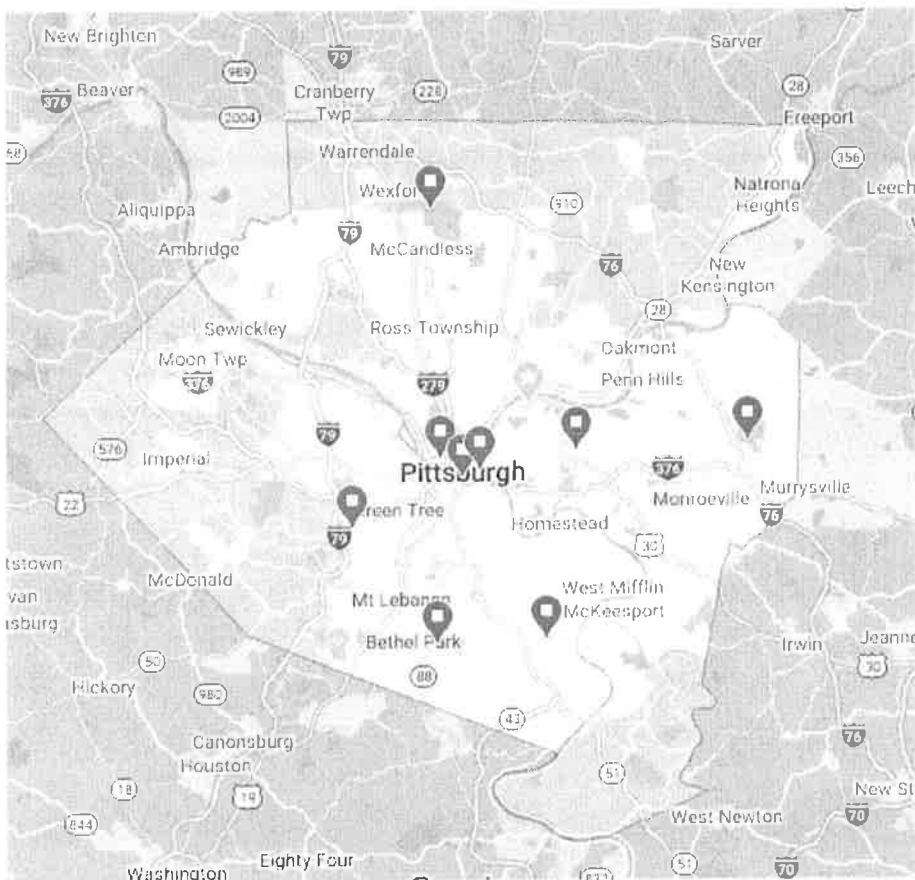 New Brighton
Sarver
79
989
376
Beaver
Cranberry
Twp
228
28
2004
Freeport
68
Warrendale
356
Wexfor
Natrona
Heights
Leech
910
Aliquippa
79
Ambridge
McCandless
76
New
Kensington
28
Sewickley
Ross Township
Oakmont
Moon Twp
376
279
Penn Hills
79
576
Imperial
Pittsburgh
376
Monroeville
Murrysville
22
reen Tree
Homestead
76
79
30
tstown
McDonald
West Mifflin
van
Mt Lebanon
McKeesport
sburg
Bethel Park
Irwin
Jeanne
50
30
88
Hickory
980
43
76
Canonsburg
Houston
51
18
19
New St
844
West Newton
70
Eighty Four
51
Washington
70